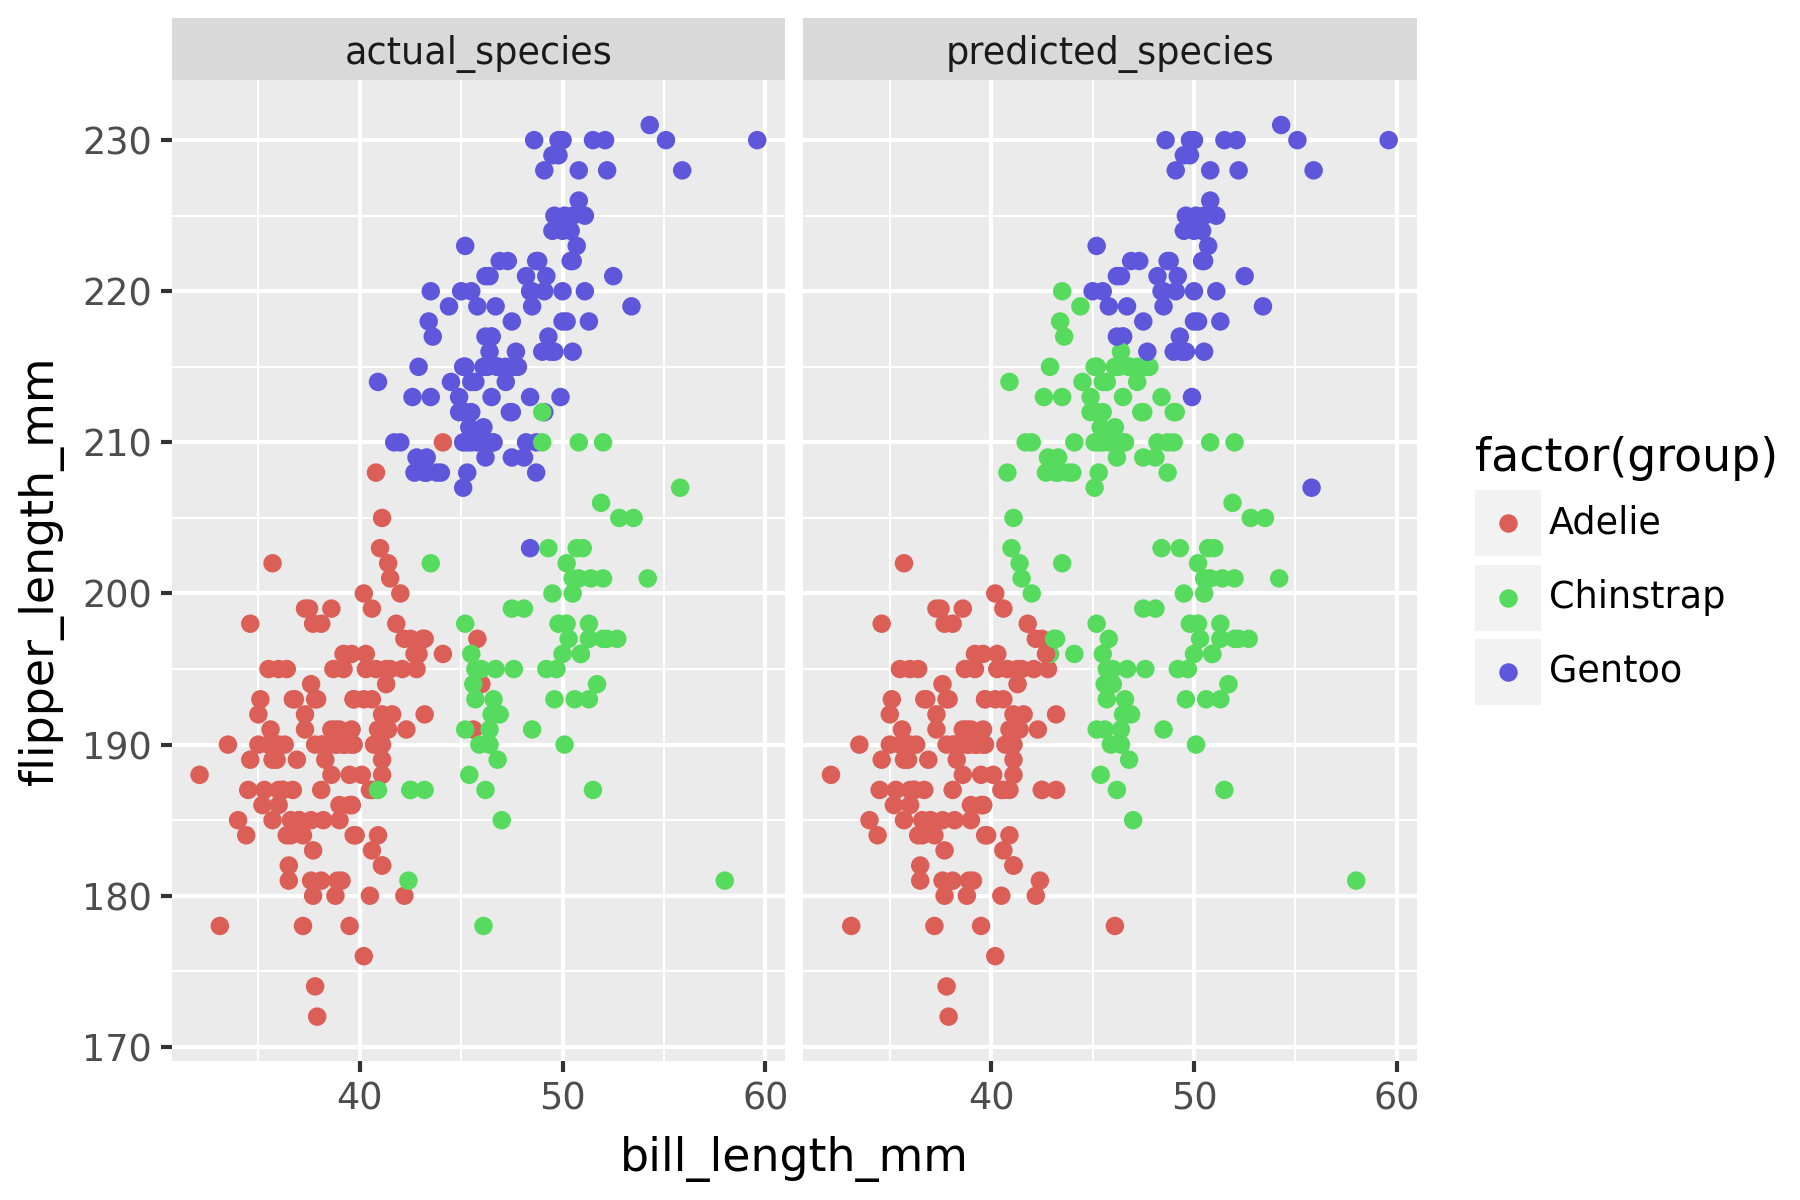 actual_species
predicted_species
230
220
210
200
190
180
170
flipper_length_mm
40
50
60
40
50
60
bill_length_mm
factor(group)
Adelie
Chinstrap
Gentoo